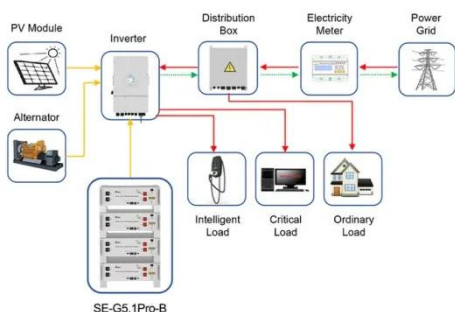 PV Module
Inverter
Distribution
Box
Electricity
Meter
Power
Grid
Alternator
Intelligent
Load
Critical
Load
Ordinary
Load
SE-G5.1Pro-B